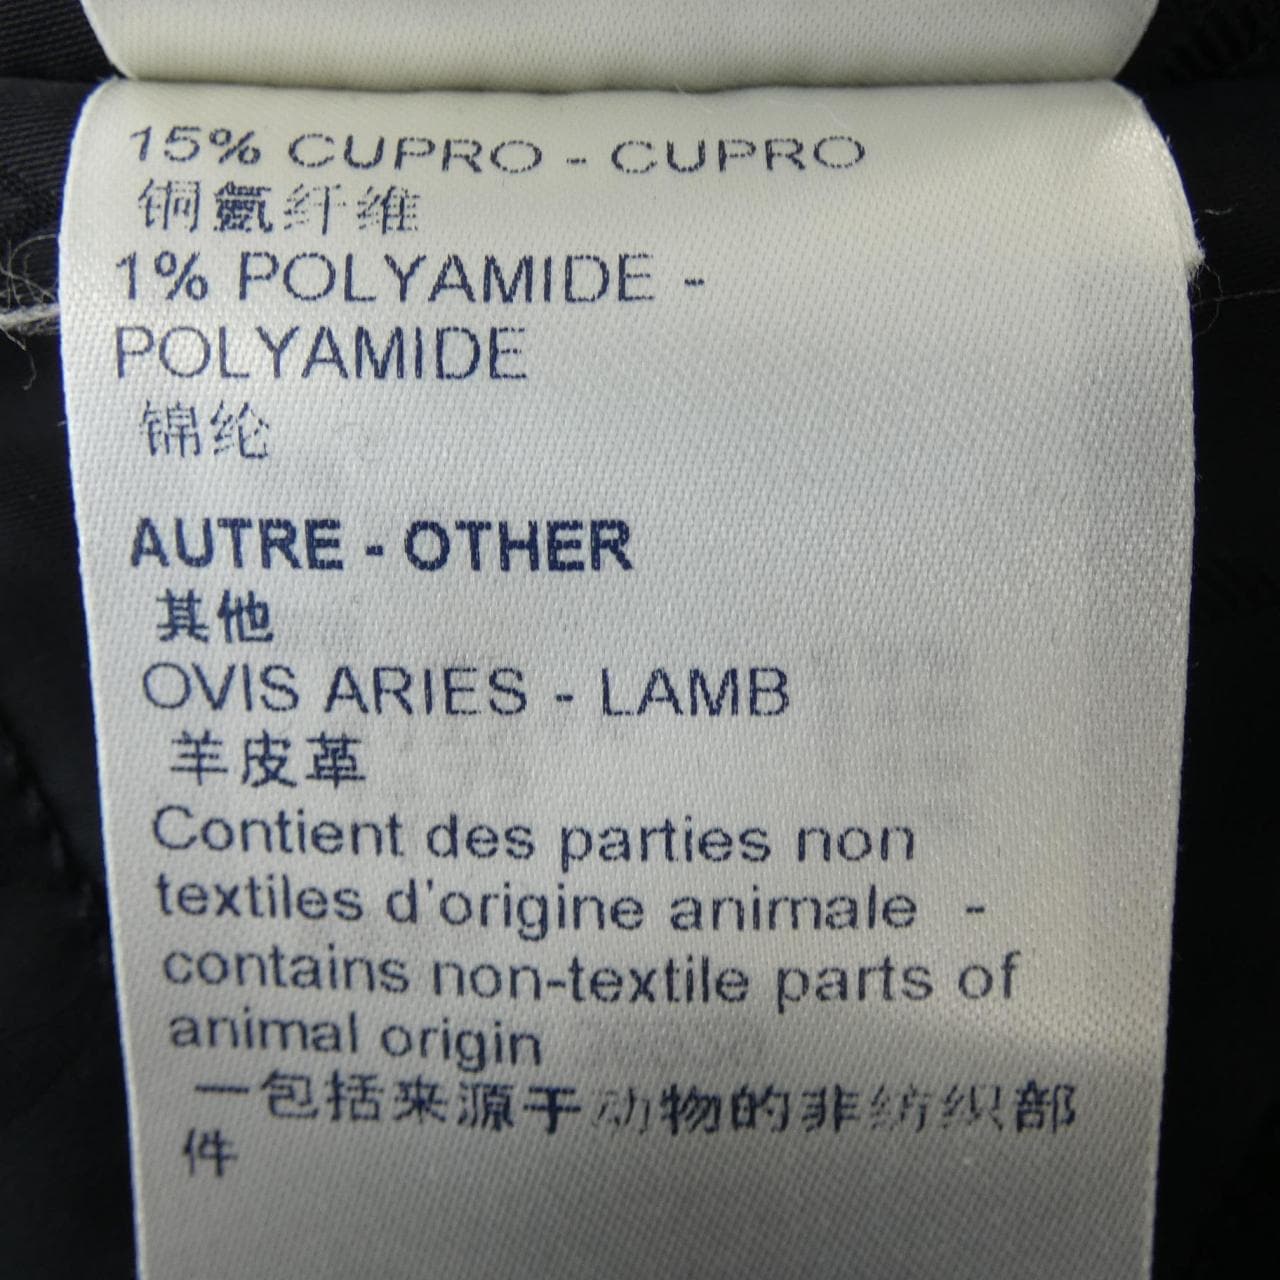 15% CUPRO - CUPRO
铜氨纤维
1% POLYAMIDE -
POLYAMIDE
锦纶
AUTRE - OTHER
其他
OVIS ARIES - LAMB
羊皮革
Contient des parties non
textiles d'origine animale -
contains non-textile parts of
animal origin
一包括来源于动物的非纺织部
件